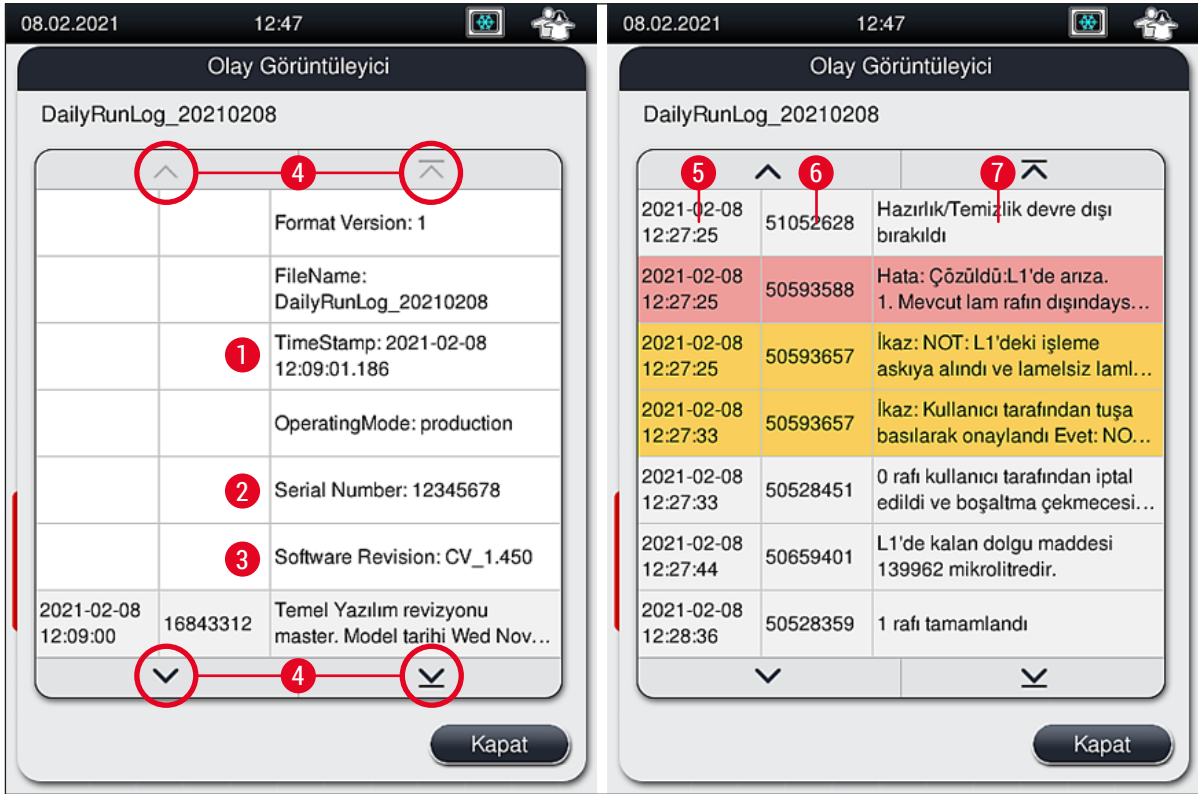 08.02.2021 12:47
Olay Görüntüleyici
DailyRunLog_20210208
4
Format Version: 1
FileName:
DailyRunLog_20210208
1
TimeStamp: 2021-02-08
12:09:01.186
OperatingMode: production
2
Serial Number: 12345678
3
Software Revision: CV_1.450
2021-02-08
12:09:00
16843312
Temel Yazılım revizyonu
master. Model tarihi Wed Nov...
4
Kapat
08.02.2021 12:47
Olay Görüntüleyici
DailyRunLog_20210208
5 6 7
2021-02-08
12:27:25
51052628
Hazırlık/Temizlik devre dışı
bırakıldı
2021-02-08
12:27:25
50593588
Hata: Çözüldü:L1'de arıza.
1. Mevcut lam rafın dışındays...
2021-02-08
12:27:25
50593657
İkaz: NOT: L1'deki işleme
askıya alındı ve lamelsiz laml...
2021-02-08
12:27:33
50593657
İkaz: Kullanıcı tarafından tuşa
basılarak onaylandı Evet: NO...
2021-02-08
12:27:33
50528451
0 rafı kullanıcı tarafından iptal
edildi ve boşaltma çekmecesi...
2021-02-08
12:27:44
50659401
L1'de kalan dolgu maddesi
139962 mikrolitredir.
2021-02-08
12:28:36
50528359
1 rafı tamamlandı
Kapat